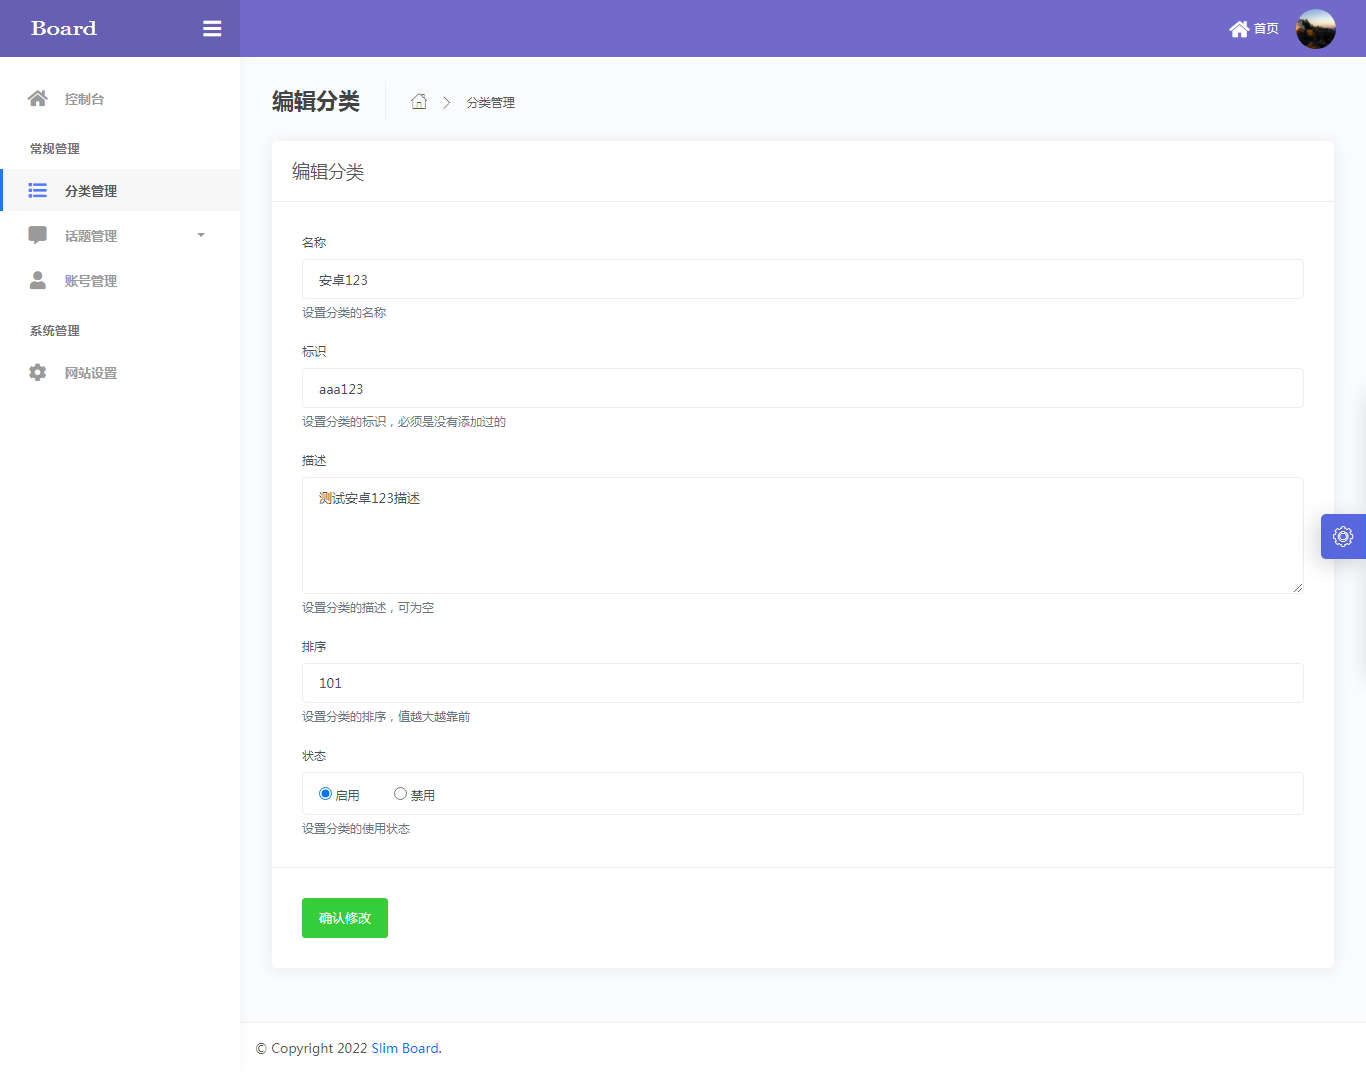 Board
首页
控制台
常规管理
分类管理
话题管理
账号管理
系统管理
网站设置
编辑分类
分类管理
编辑分类
名称
安卓123
设置分类的名称
标识
aaa123
设置分类的标识，必须是没有添加过的
描述
测试安卓123描述
设置分类的描述，可为空
排序
101
设置分类的排序，值越大越靠前
状态
启用 禁用
设置分类的使用状态
确认修改
© Copyright 2022 Slim Board.